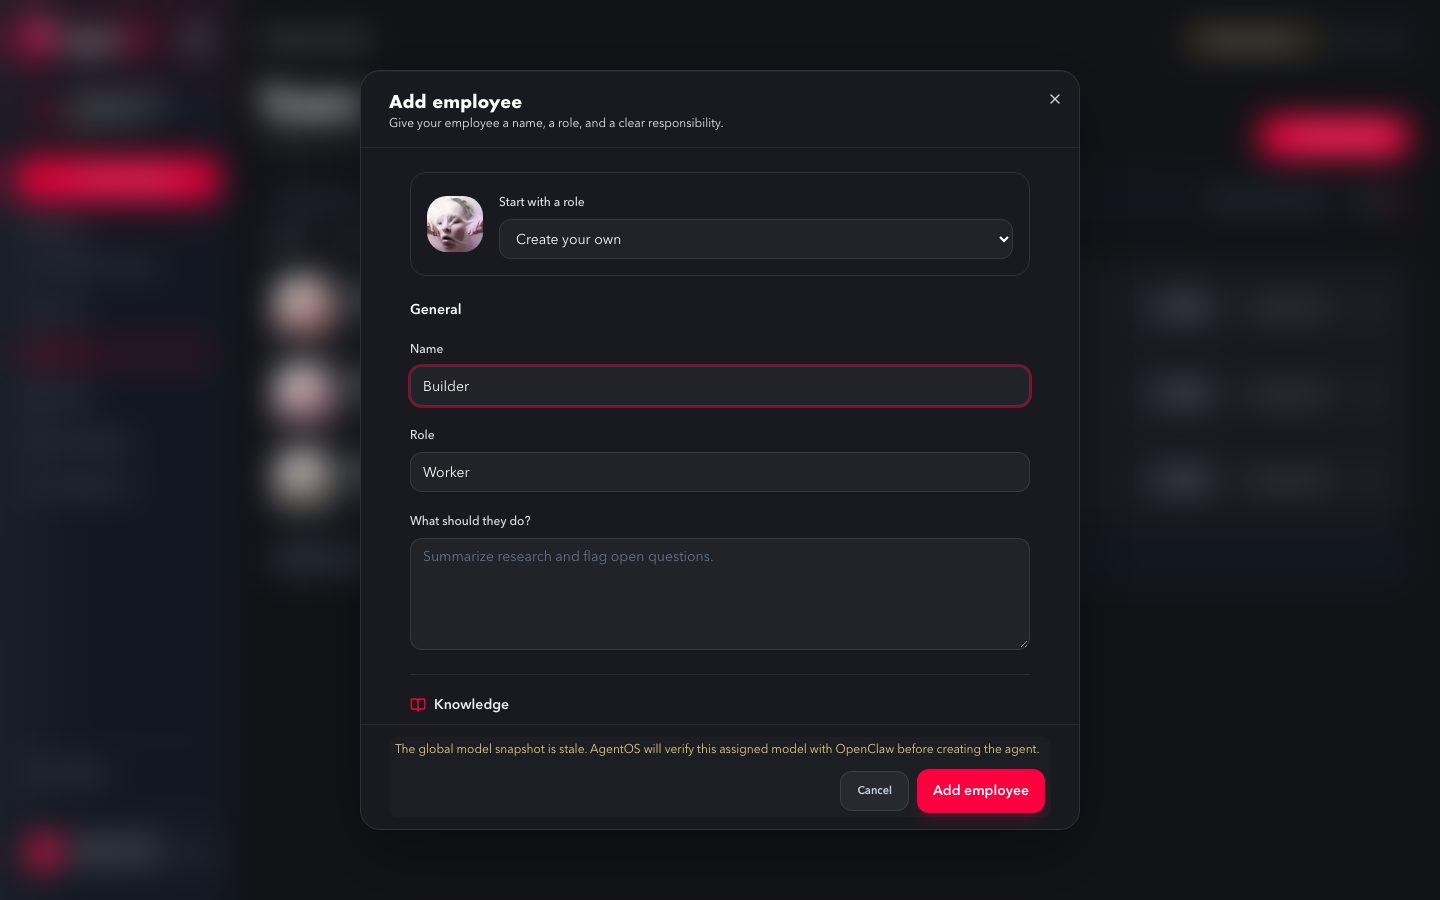 Add employee
Give your employee a name, a role, and a clear responsibility.
Start with a role
Create your own
General
Name
Builder
Role
Worker
What should they do?
Summarize research and flag open questions.
Knowledge
The global model snapshot is stale. AgentOS will verify this assigned model with OpenClaw before creating the agent.
Cancel
Add employee